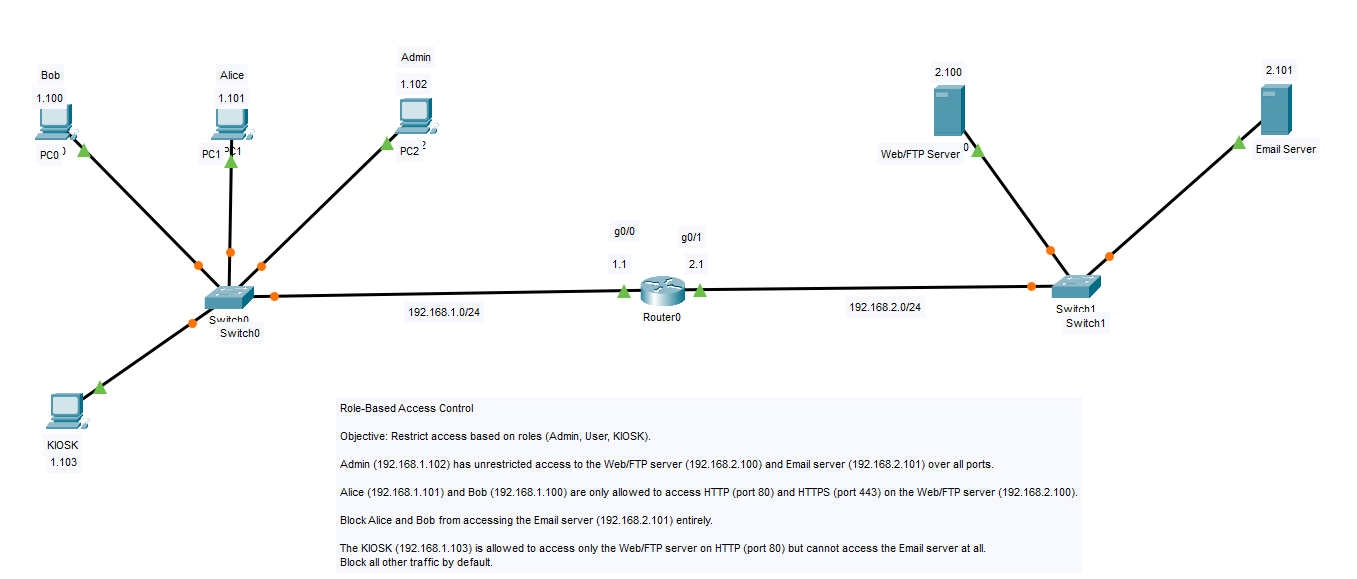 Bob
1.100
PC0
Alice
1.101
PC1
PC1
Admin
1.102
PC2
2
2.100
Web/FTP Server
0
2.101
Email Server
g0/0
g0/1
1.1
2.1
Router0
192.168.1.0/24
192.168.2.0/24
Switch0
Switch0
Switch1
Switch1
KIOSK
1.103
Role-Based Access Control
Objective: Restrict access based on roles (Admin, User, KIOSK).
Admin (192.168.1.102) has unrestricted access to the Web/FTP server (192.168.2.100) and Email server (192.168.2.101) over all ports.
Alice (192.168.1.101) and Bob (192.168.1.100) are only allowed to access HTTP (port 80) and HTTPS (port 443) on the Web/FTP server (192.168.2.100).
Block Alice and Bob from accessing the Email server (192.168.2.101) entirely.
The KIOSK (192.168.1.103) is allowed to access only the Web/FTP server on HTTP (port 80) but cannot access the Email server at all.
Block all other traffic by default.